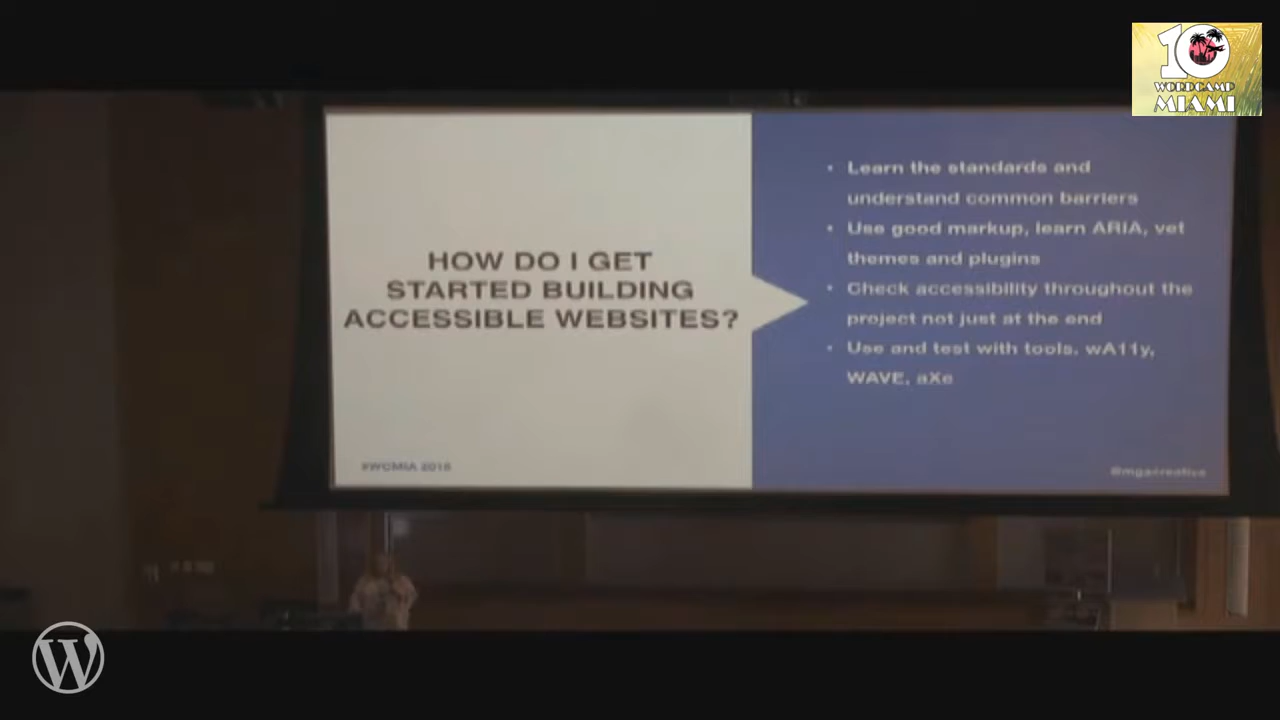 10
WORDCAMP
MIAMI
HOW DO I GET
STARTED BUILDING
ACCESSIBLE WEBSITES?
• Learn the standards and
understand common barriers
• Use good markup, learn ARIA, vet
themes and plugins
• Check accessibility throughout the
project not just at the end
• Use and test with tools. wA11y,
WAVE, aXe
#WCMIA 2018
@mgacreative
W